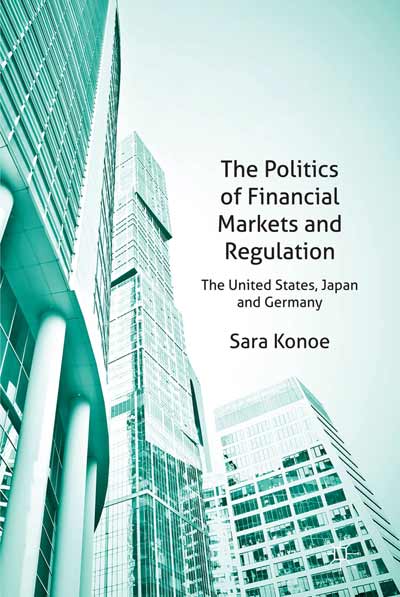 The Politics
of Financial
Markets and
Regulation
The United States, Japan
and Germany
Sara Konoe